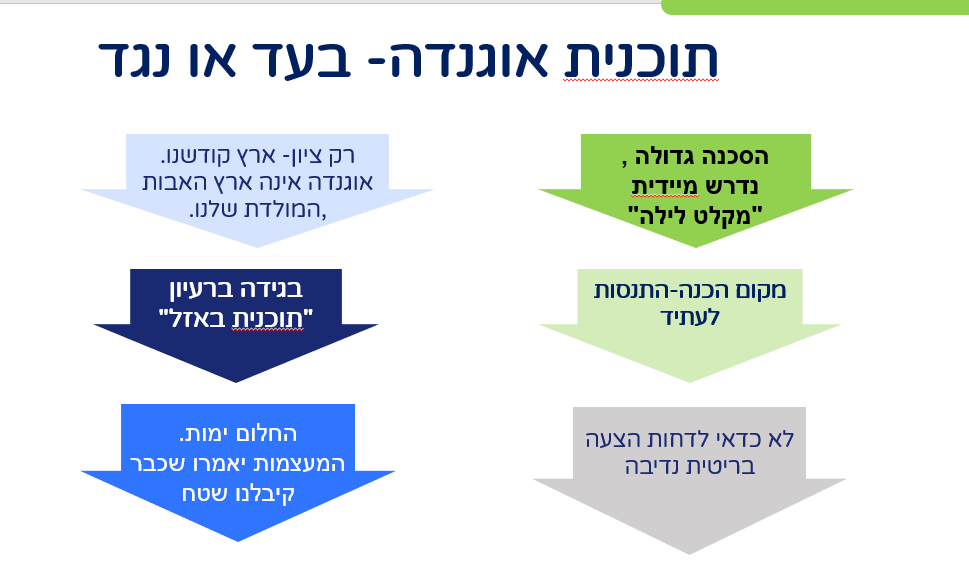 תוכנית אוגנדה- בעד או נגד
הסכנה גדולה ,
נדרש מיידית
"מקלט לילה"
מקום הכנה-התנסות
לעתיד
לא כדאי לדחות הצעה
בריטית נדיבה
רק ציון- ארץ קודשנו.
אוגנדה אינה ארץ האבות
,המולדת שלנו.
בגידה ברעיון
"תוכנית באזל"
החלום ימות.
המעצמות יאמרו שכבר
קיבלנו שטח